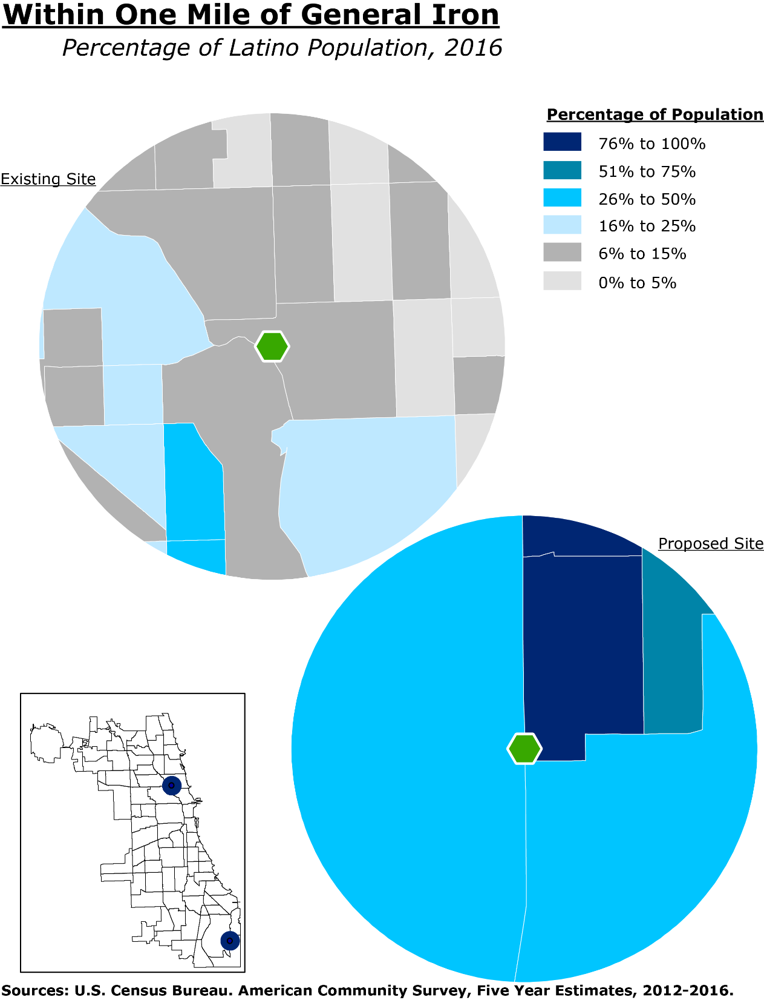 Within One Mile of General Iron
Percentage of Latino Population, 2016
Percentage of Population
76% to 100%
51% to 75%
26% to 50%
16% to 25%
6% to 15%
0% to 5%
Existing Site
Proposed Site
Sources: U.S. Census Bureau. American Community Survey, Five Year Estimates, 2012-2016.